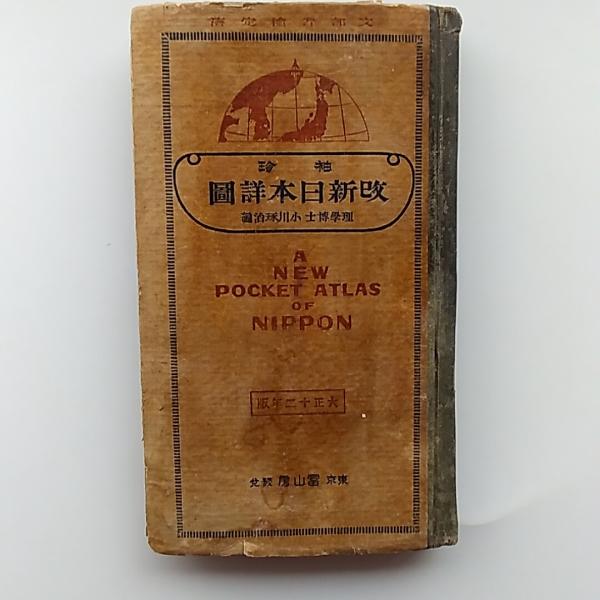 文部省檢定濟
袖珍
改新日本詳圖
理學博士 小川琢治編
A
NEW
POCKET ATLAS
OF
NIPPON
大正十二年版
東京 冨山房 發兌